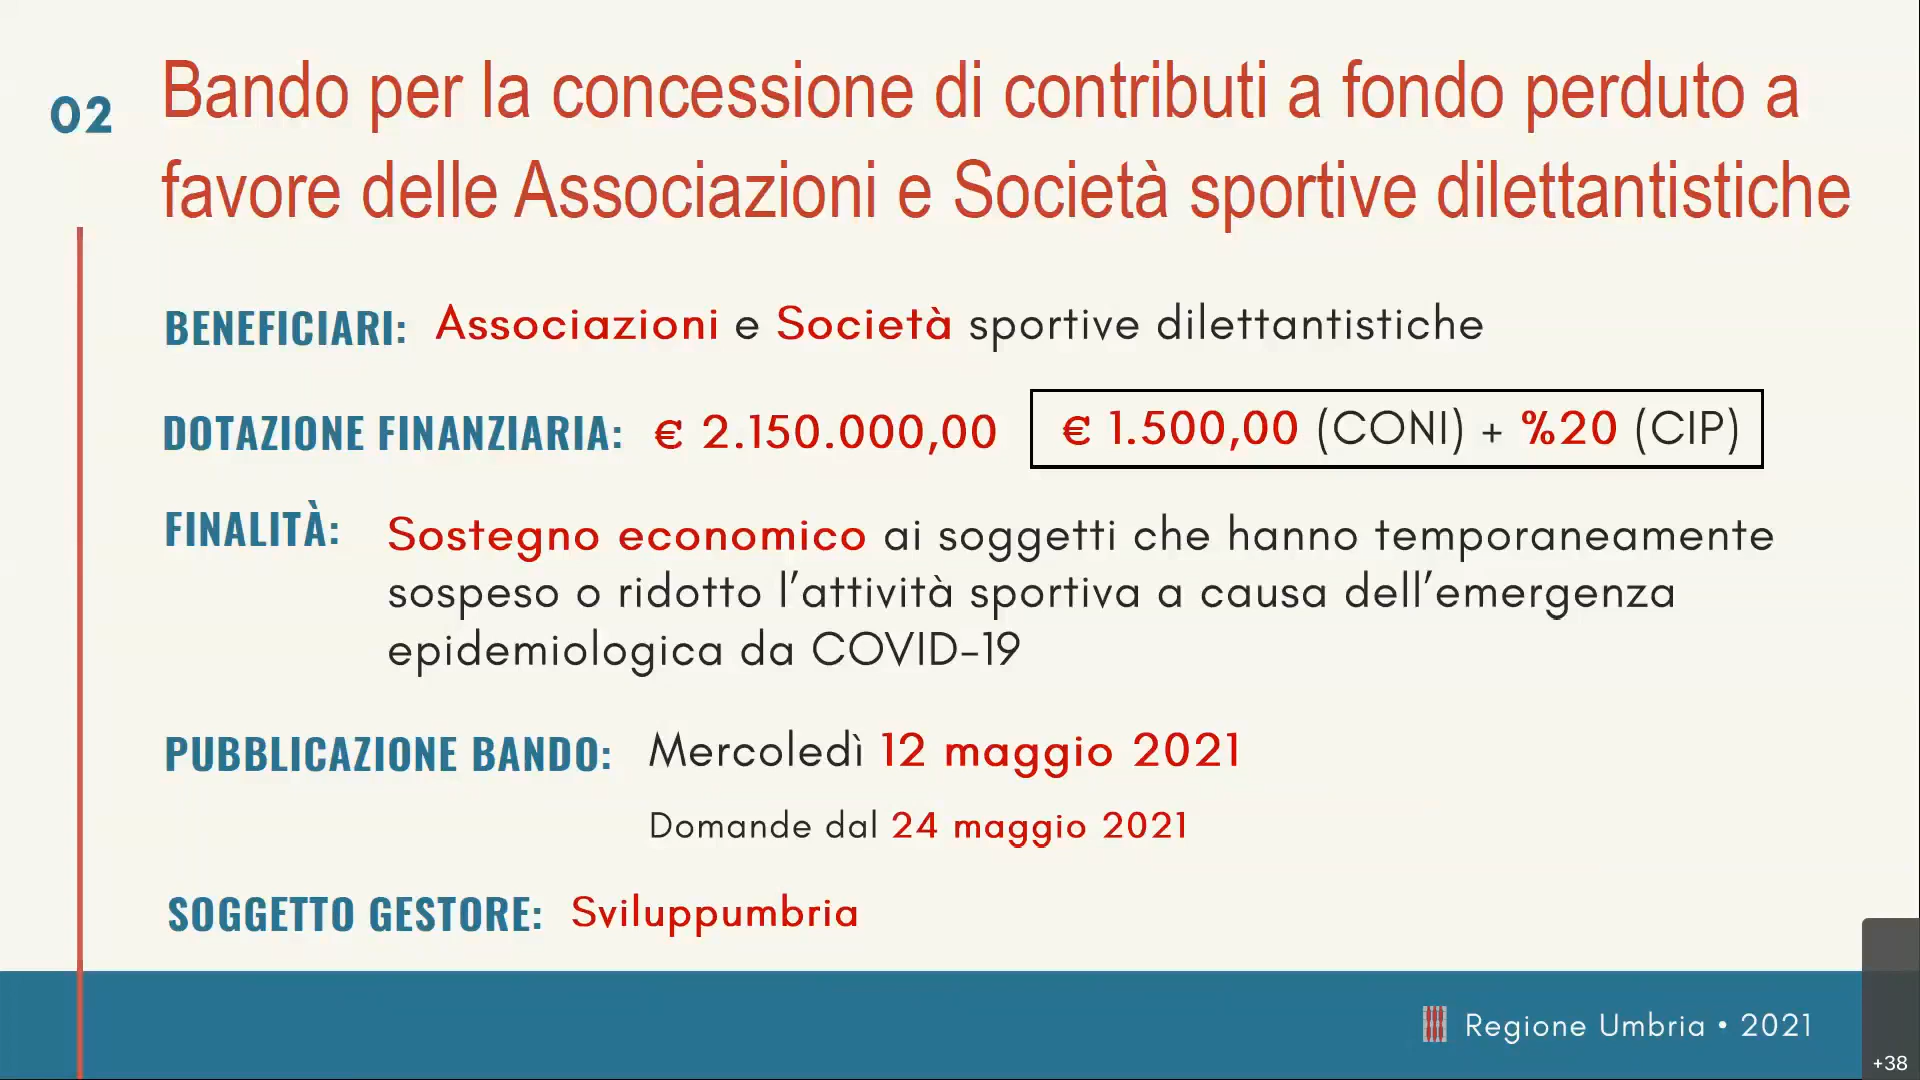 02
Bando per la concessione di contributi a fondo perduto a
favore delle Associazioni e Società sportive dilettantistiche
BENEFICIARI: Associazioni e Società sportive dilettantistiche
DOTAZIONE FINANZIARIA: € 2.150.000,00 € 1.500,00 (CONI) + %20 (CIP)
FINALITÀ: Sostegno economico ai soggetti che hanno temporaneamente
sospeso o ridotto l’attività sportiva a causa dell’emergenza
epidemiologica da COVID-19
PUBBLICAZIONE BANDO: Mercoledì 12 maggio 2021
Domande dal 24 maggio 2021
SOGGETTO GESTORE: Sviluppumbria
Regione Umbria • 2021
+38